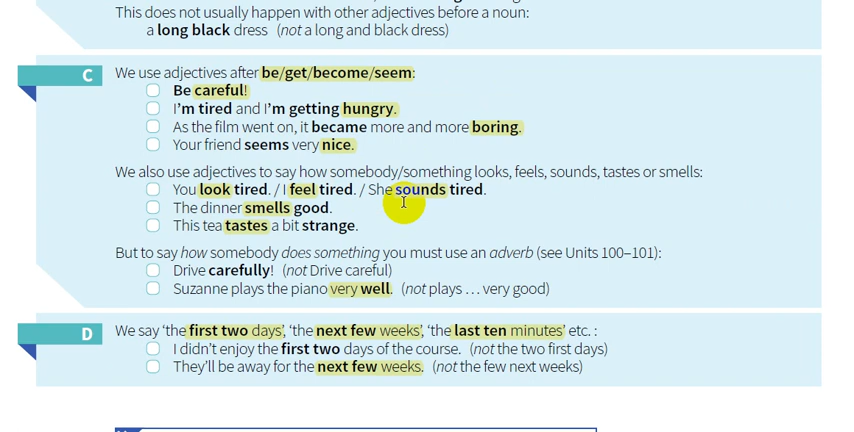 This does not usually happen with other adjectives before a noun:
a long black dress (not a long and black dress)
C
We use adjectives after be/get/become/seem:
Be careful!
I’m tired and I’m getting hungry.
As the film went on, it became more and more boring.
Your friend seems very nice.
We also use adjectives to say how somebody/something looks, feels, sounds, tastes or smells:
You look tired. / I feel tired. / She sounds tired.
The dinner smells good.
This tea tastes a bit strange.
But to say how somebody does something you must use an adverb (see Units 100–101):
Drive carefully! (not Drive careful)
Suzanne plays the piano very well. (not plays … very good)
D
We say ‘the first two days’, ‘the next few weeks’, ‘the last ten minutes’ etc. :
I didn’t enjoy the first two days of the course. (not the two first days)
They’ll be away for the next few weeks. (not the few next weeks)